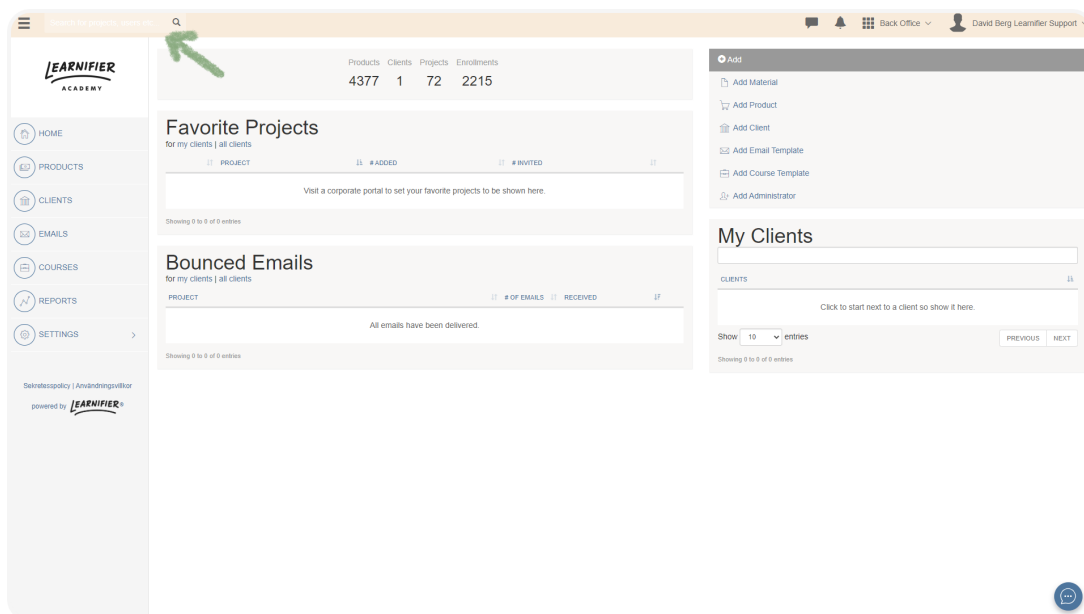 Search for projects, users etc...
Back Office
David Berg Learnifier Support
LEARNIFIER
ACADEMY
HOME
PRODUCTS
CLIENTS
EMAILS
COURSES
REPORTS
SETTINGS
Sekretesspolicy | Användningsvillkor
powered by LEARNIFIER®
Products Clients Projects Enrollments
4377 1 72 2215
Favorite Projects
for my clients | all clients
PROJECT # ADDED # INVITED
Visit a corporate portal to set your favorite projects to be shown here.
Showing 0 to 0 of 0 entries
Bounced Emails
for my clients | all clients
PROJECT # OF EMAILS RECEIVED
All emails have been delivered.
Showing 0 to 0 of 0 entries
Add
Add Material
Add Product
Add Client
Add Email Template
Add Course Template
Add Administrator
My Clients
CLIENTS
Click to start next to a client so show it here.
Show 10 entries
PREVIOUS NEXT
Showing 0 to 0 of 0 entries